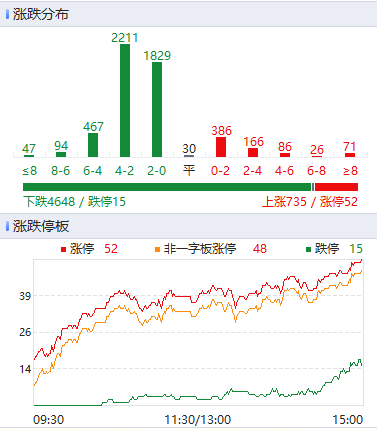 涨跌分布
47 94 467 2211 1829 30 386 166 86 26 71
≤8 8-6 6-4 4-2 2-0 平 0-2 2-4 4-6 6-8 ≥8
下跌4648 / 跌停15 上涨735 / 涨停52
涨跌停板
涨停 52 非一字板涨停 48 跌停 15
39
26
14
09:30 11:30/13:00 15:00